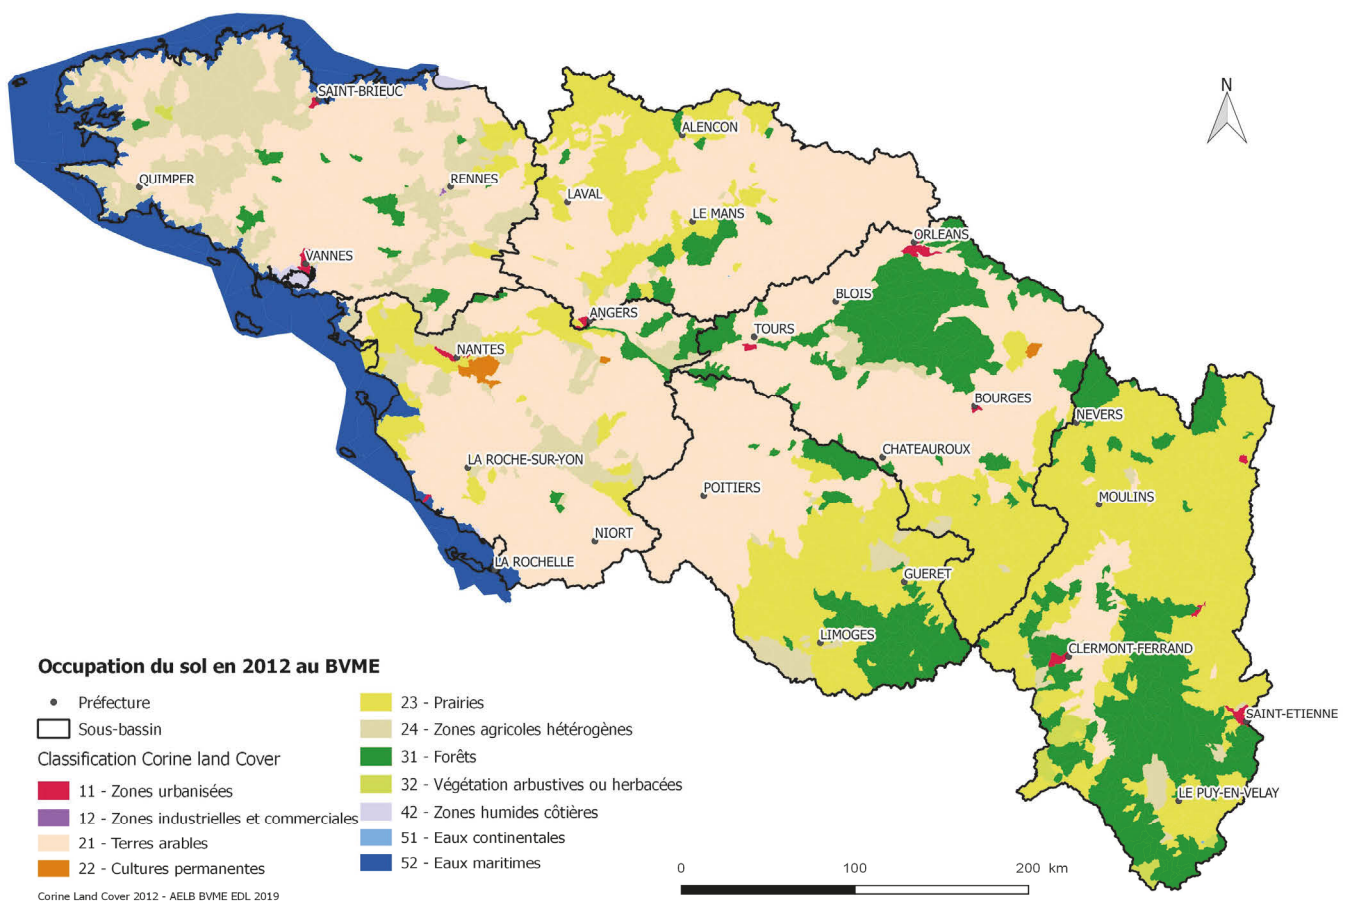 N
SAINT-BRIEUC
ALENCON
QUIMPER
RENNES
LAVAL
LE MANS
ORLEANS
VANNES
BLOIS
ANGERS
TOURS
NANTES
BOURGES
NEVERS
CHATEAUROUX
LA ROCHE-SUR-YON
POITIERS
MOULINS
NIORT
LA ROCHELLE
GUERET
LIMOGES
CLERMONT-FERRAND
SAINT-ETIENNE
LE PUY-EN-VELAY
Occupation du sol en 2012 au BVME
Préfecture
Sous-bassin
Classification Corine land Cover
11 - Zones urbanisées
12 - Zones industrielles et commerciales
21 - Terres arables
22 - Cultures permanentes
23 - Prairies
24 - Zones agricoles hétérogènes
31 - Forêts
32 - Végétation arbustives ou herbacées
42 - Zones humides côtières
51 - Eaux continentales
52 - Eaux maritimes
0 100 200 km
Corine Land Cover 2012 - AELB BVME EDL 2019